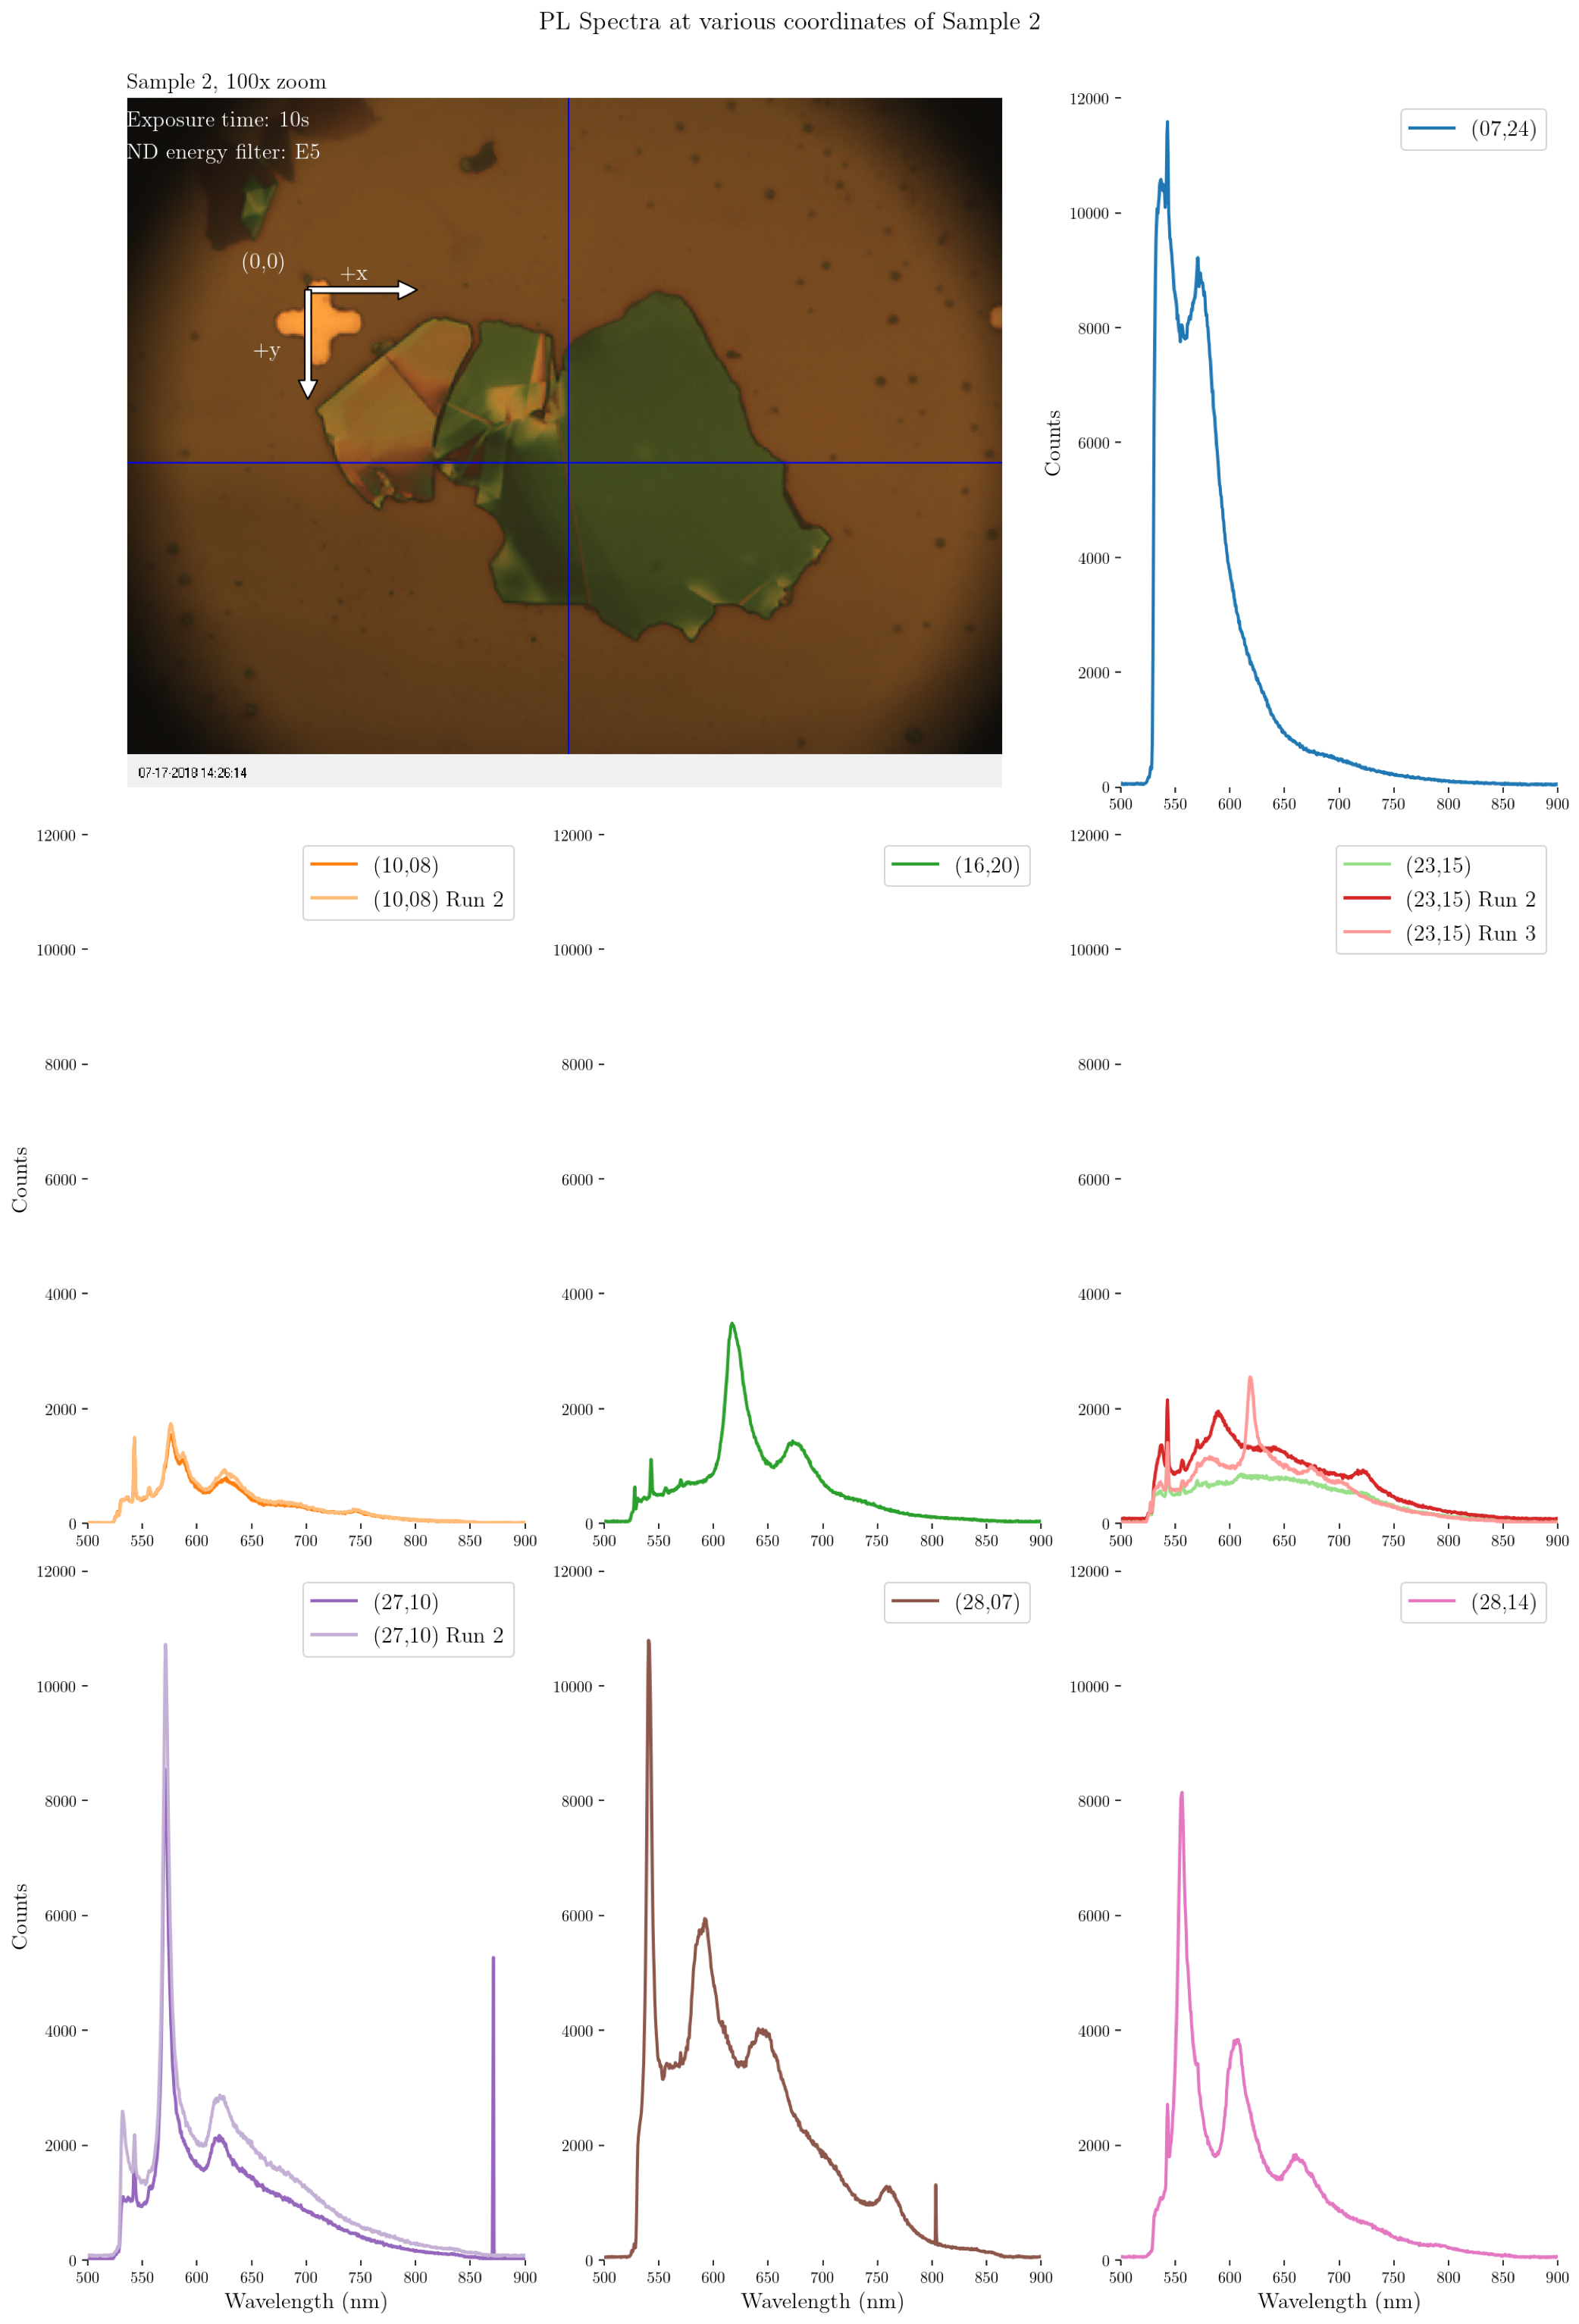 PL Spectra at various coordinates of Sample 2
Sample 2, 100x zoom
Exposure time: 10s
ND energy filter: E5
(0,0)
+x
+y
07-17-2018 14:26:14
12000
10000
8000
6000
4000
2000
0
Counts
500 550 600 650 700 750 800 850 900
(07,24)
12000
10000
8000
6000
4000
2000
0
Counts
500 550 600 650 700 750 800 850 900
(10,08)
(10,08) Run 2
12000
10000
8000
6000
4000
2000
0
500 550 600 650 700 750 800 850 900
(16,20)
12000
10000
8000
6000
4000
2000
0
500 550 600 650 700 750 800 850 900
(23,15)
(23,15) Run 2
(23,15) Run 3
12000
10000
8000
6000
4000
2000
0
Counts
500 550 600 650 700 750 800 850 900
Wavelength (nm)
(27,10)
(27,10) Run 2
12000
10000
8000
6000
4000
2000
0
500 550 600 650 700 750 800 850 900
Wavelength (nm)
(28,07)
12000
10000
8000
6000
4000
2000
0
500 550 600 650 700 750 800 850 900
Wavelength (nm)
(28,14)